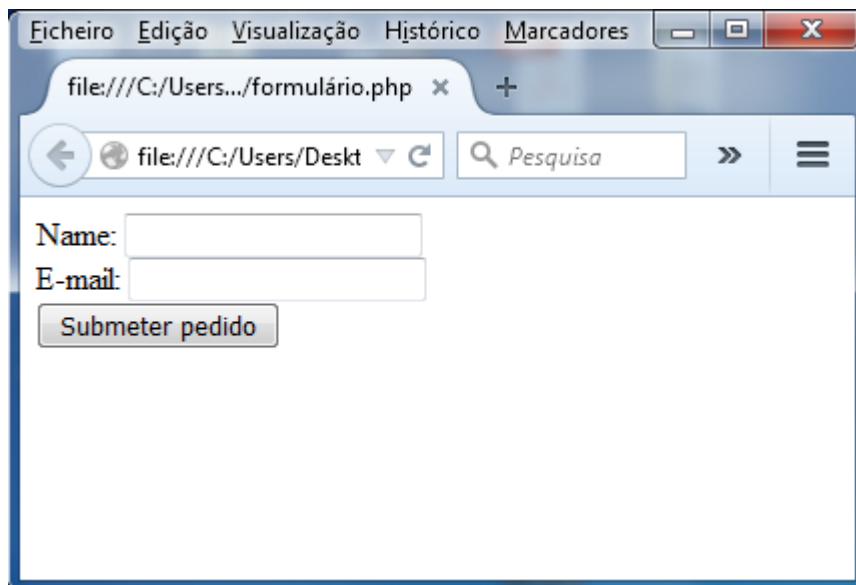 Ficheiro Edição Visualização Histórico Marcadores
file:///C:/Users.../formulário.php
file:///C:/Users/Deskt Pesquisa
Name:
E-mail:
Submeter pedido